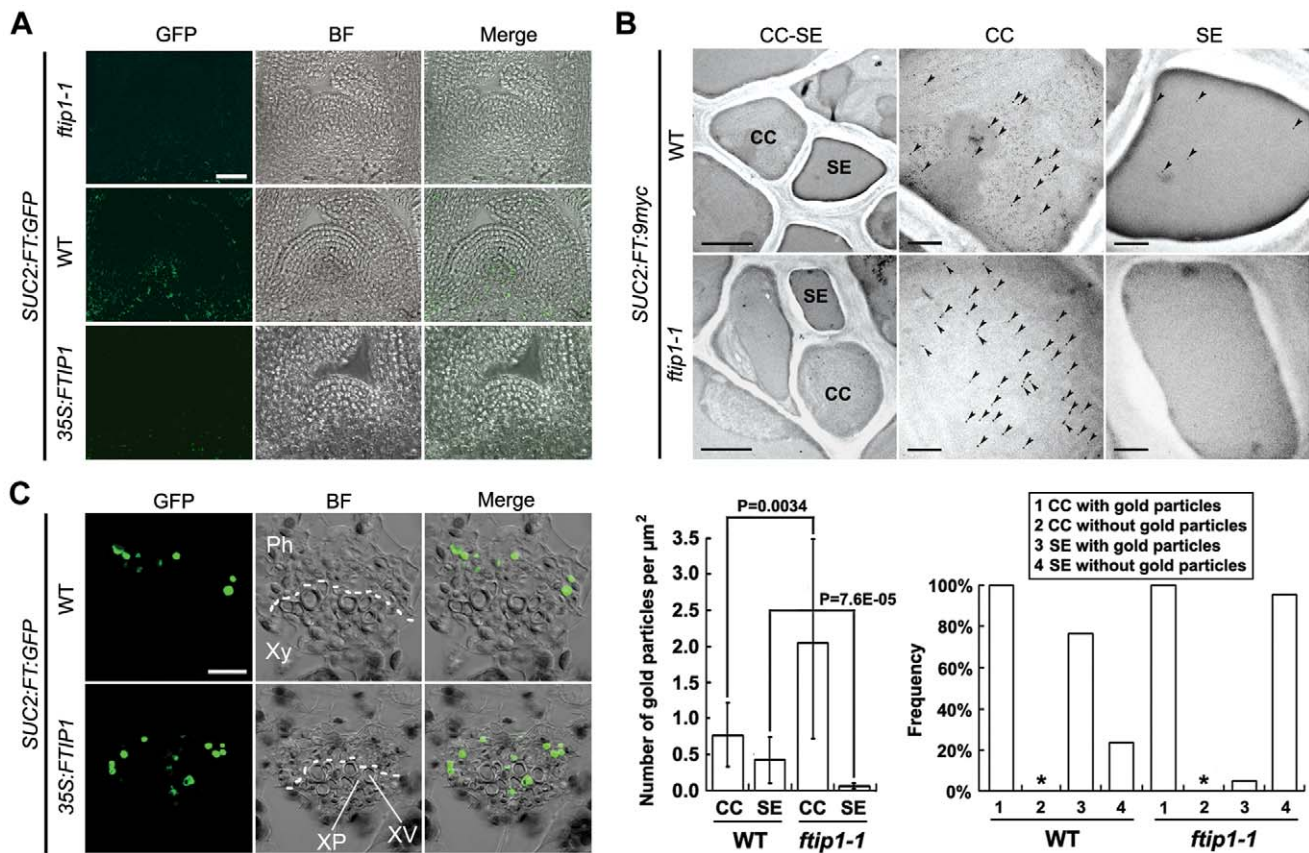 A
GFP BF Merge
SUC2:FT:GFP
ftip1-1
WT
35S:FTIP1
B
CC-SE CC SE
SUC2:FT:9myc
WT
CC
SE
ftip1-1
SE
CC
C
GFP BF Merge
SUC2:FT:GFP
WT
Ph
Xy
35S:FTIP1
XP XV
Number of gold particles per µm²
3.5
3.0
2.5
2.0
1.5
1.0
0.5
0.0
P=0.0034
P=7.6E-05
CC SE CC SE
WT ftip1-1
1 CC with gold particles
2 CC without gold particles
3 SE with gold particles
4 SE without gold particles
Frequency
100%
80%
60%
40%
20%
0%
* *
1 2 3 4 1 2 3 4
WT ftip1-1